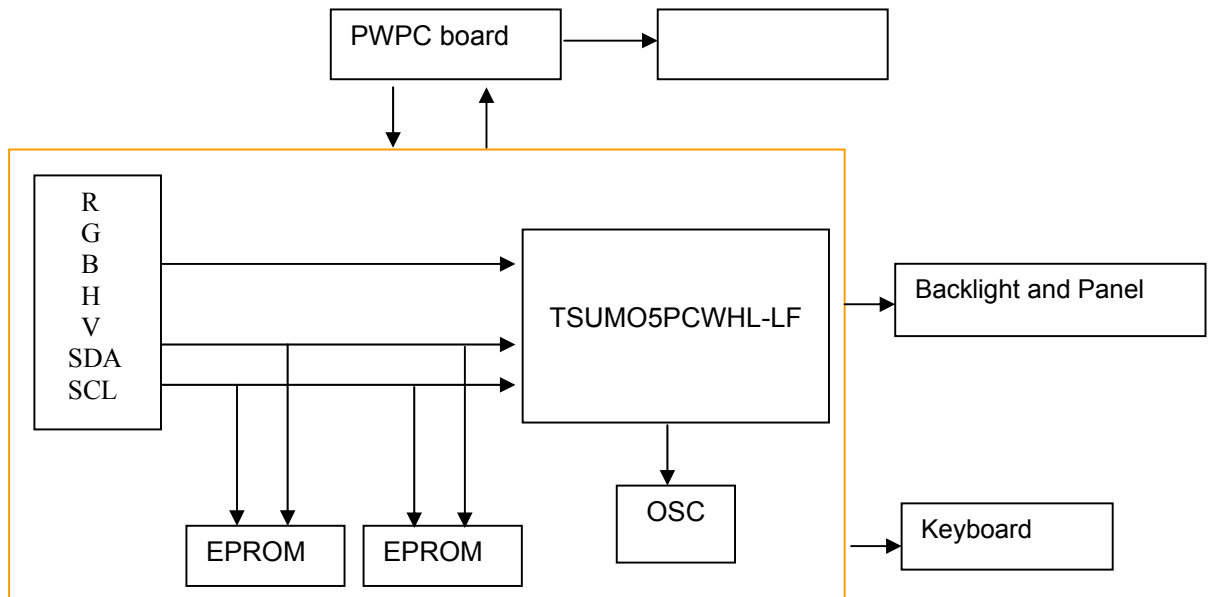 PWPC board
R
G
B
H
V
SDA
SCL
TSUMO5PCWHL-LF
Backlight and Panel
OSC
Keyboard
EPROM
EPROM